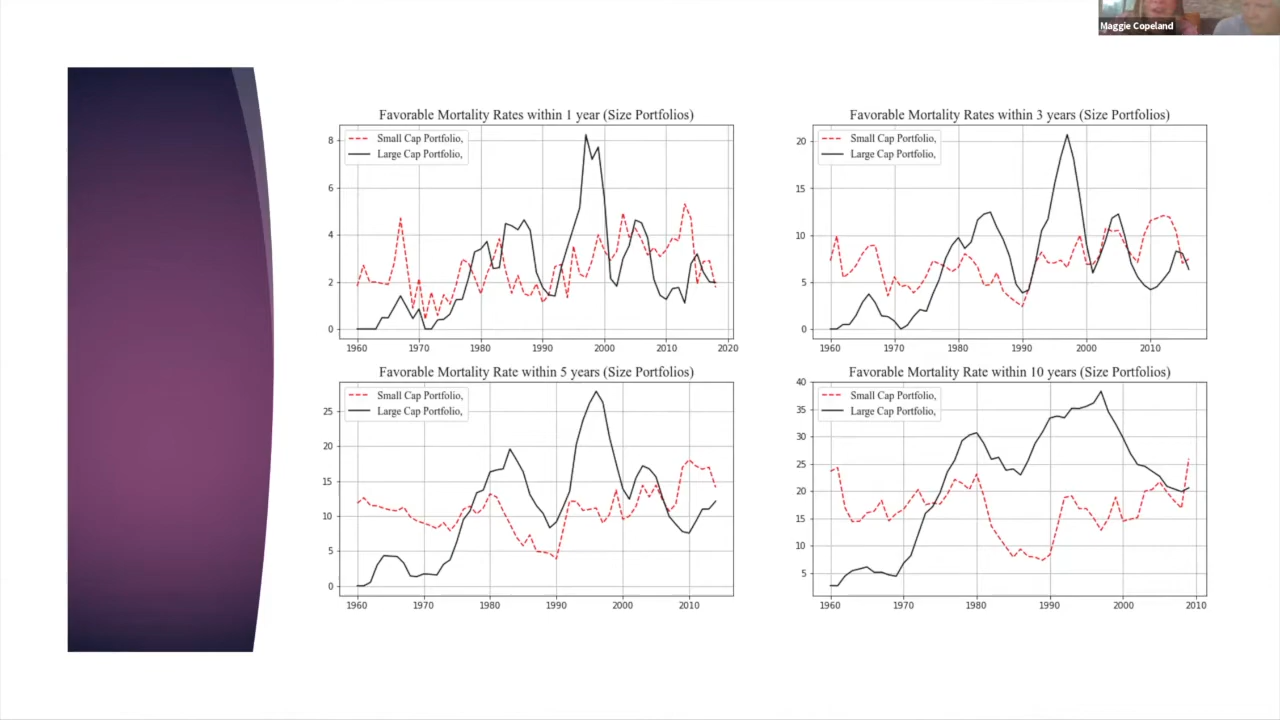 Maggie Copeland
Favorable Mortality Rates within 1 year (Size Portfolios)
Small Cap Portfolio,
Large Cap Portfolio,
8
6
4
2
0
1960 1970 1980 1990 2000 2010 2020
Favorable Mortality Rates within 3 years (Size Portfolios)
Small Cap Portfolio,
Large Cap Portfolio,
20
15
10
5
0
1960 1970 1980 1990 2000 2010
Favorable Mortality Rate within 5 years (Size Portfolios)
Small Cap Portfolio,
Large Cap Portfolio,
25
20
15
10
5
0
1960 1970 1980 1990 2000 2010
Favorable Mortality Rate within 10 years (Size Portfolios)
Small Cap Portfolio,
Large Cap Portfolio,
40
35
30
25
20
15
10
5
1960 1970 1980 1990 2000 2010